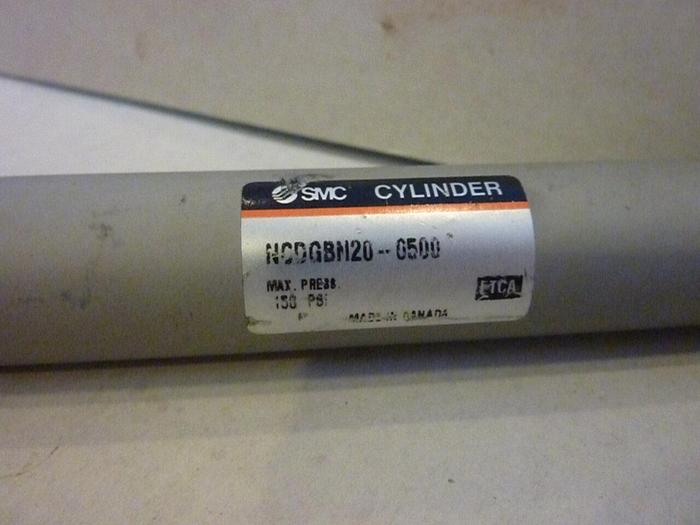 SMC CYLINDER
NCDGBN20-0500
MAX. PRESS.
150 PSI
ETCA
MADE IN CANADA